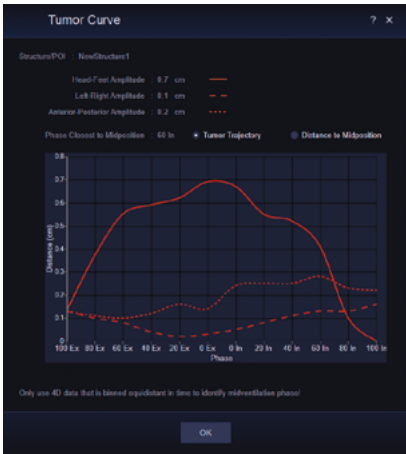 Tumor Curve ? ×
Structure/POI : NewStructure1
Head-Feet Amplitude : 0.7 cm
Left-Right Amplitude : 0.1 cm
Anterior-Posterior Amplitude : 0.2 cm
Phase Closest to Midposition : 60 In Tumor Trajectory Distance to Midposition
0.8
0.7
0.6
0.5
0.4
0.3
0.2
0.1
0
Distance (cm)
100 Ex 80 Ex 60 Ex 40 Ex 20 Ex 0 Ex 0 In 20 In 40 In 60 In 80 In 100 In
Phase
Only use 4D data that is binned equidistant in time to identify midventilation phase!
OK